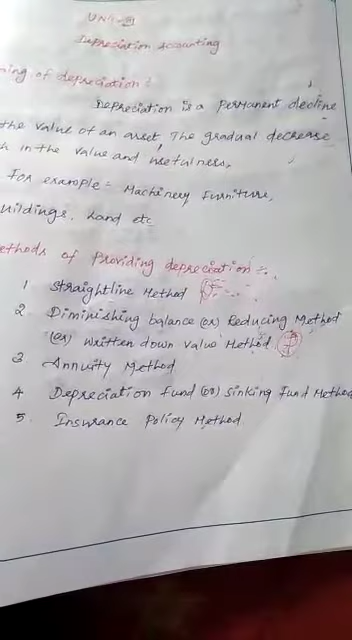 UNIT-
Depreciation Accounting
ning of depreciation :
Depreciation is a permanent decline
the value of an asset, The gradual decrease
h in the value and usefulness,
For example = Machinery Furniture,
uildings, Land etc
ethods of Providing depreciation :-
1 Straightline Method
2 Diminishing balance (or) Reducing Method
(or) written down value Method
3 Annuity Method
4 Depreciation fund (or) sinking Fund Method
5. Insurance Policy Method